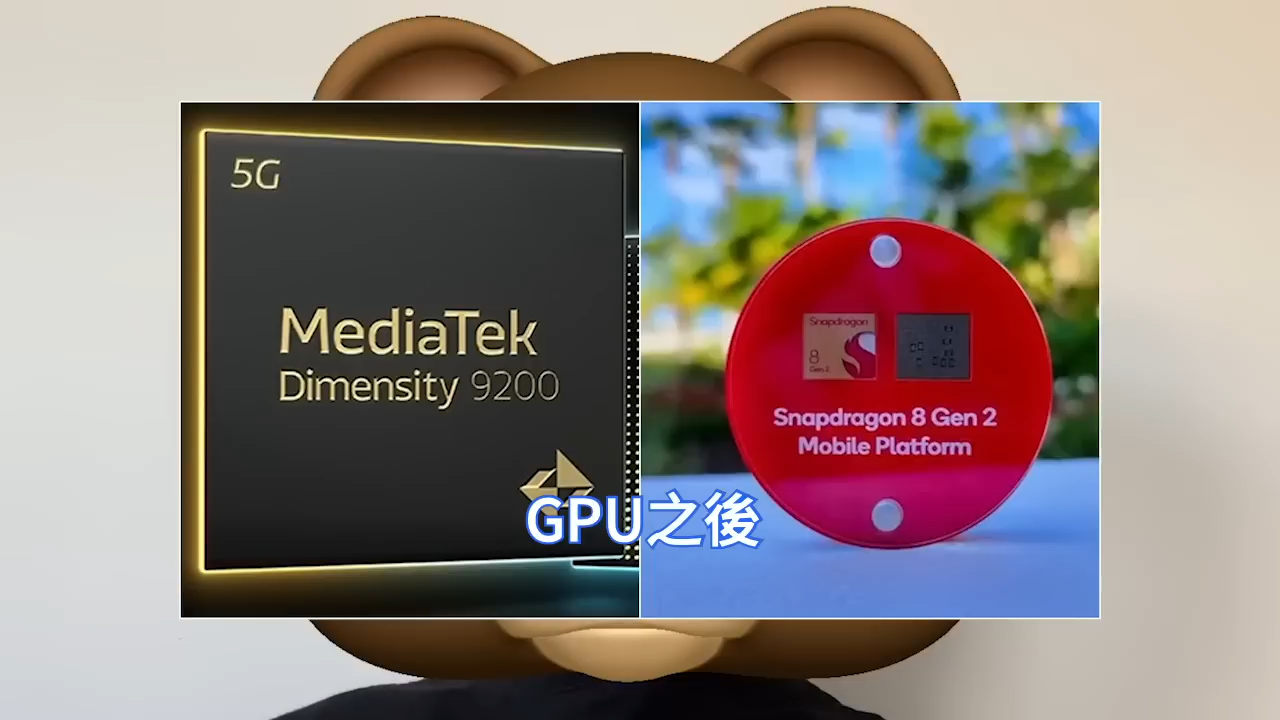 5G
MediaTek
Dimensity 9200
Snapdragon
8
Gen 2
Snapdragon 8 Gen 2
Mobile Platform
GPU之後